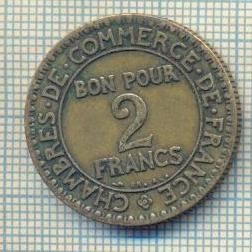 CHAMBRES·DE·COMMERCE·DE·FRANCE
BON POUR
2
FRANCS